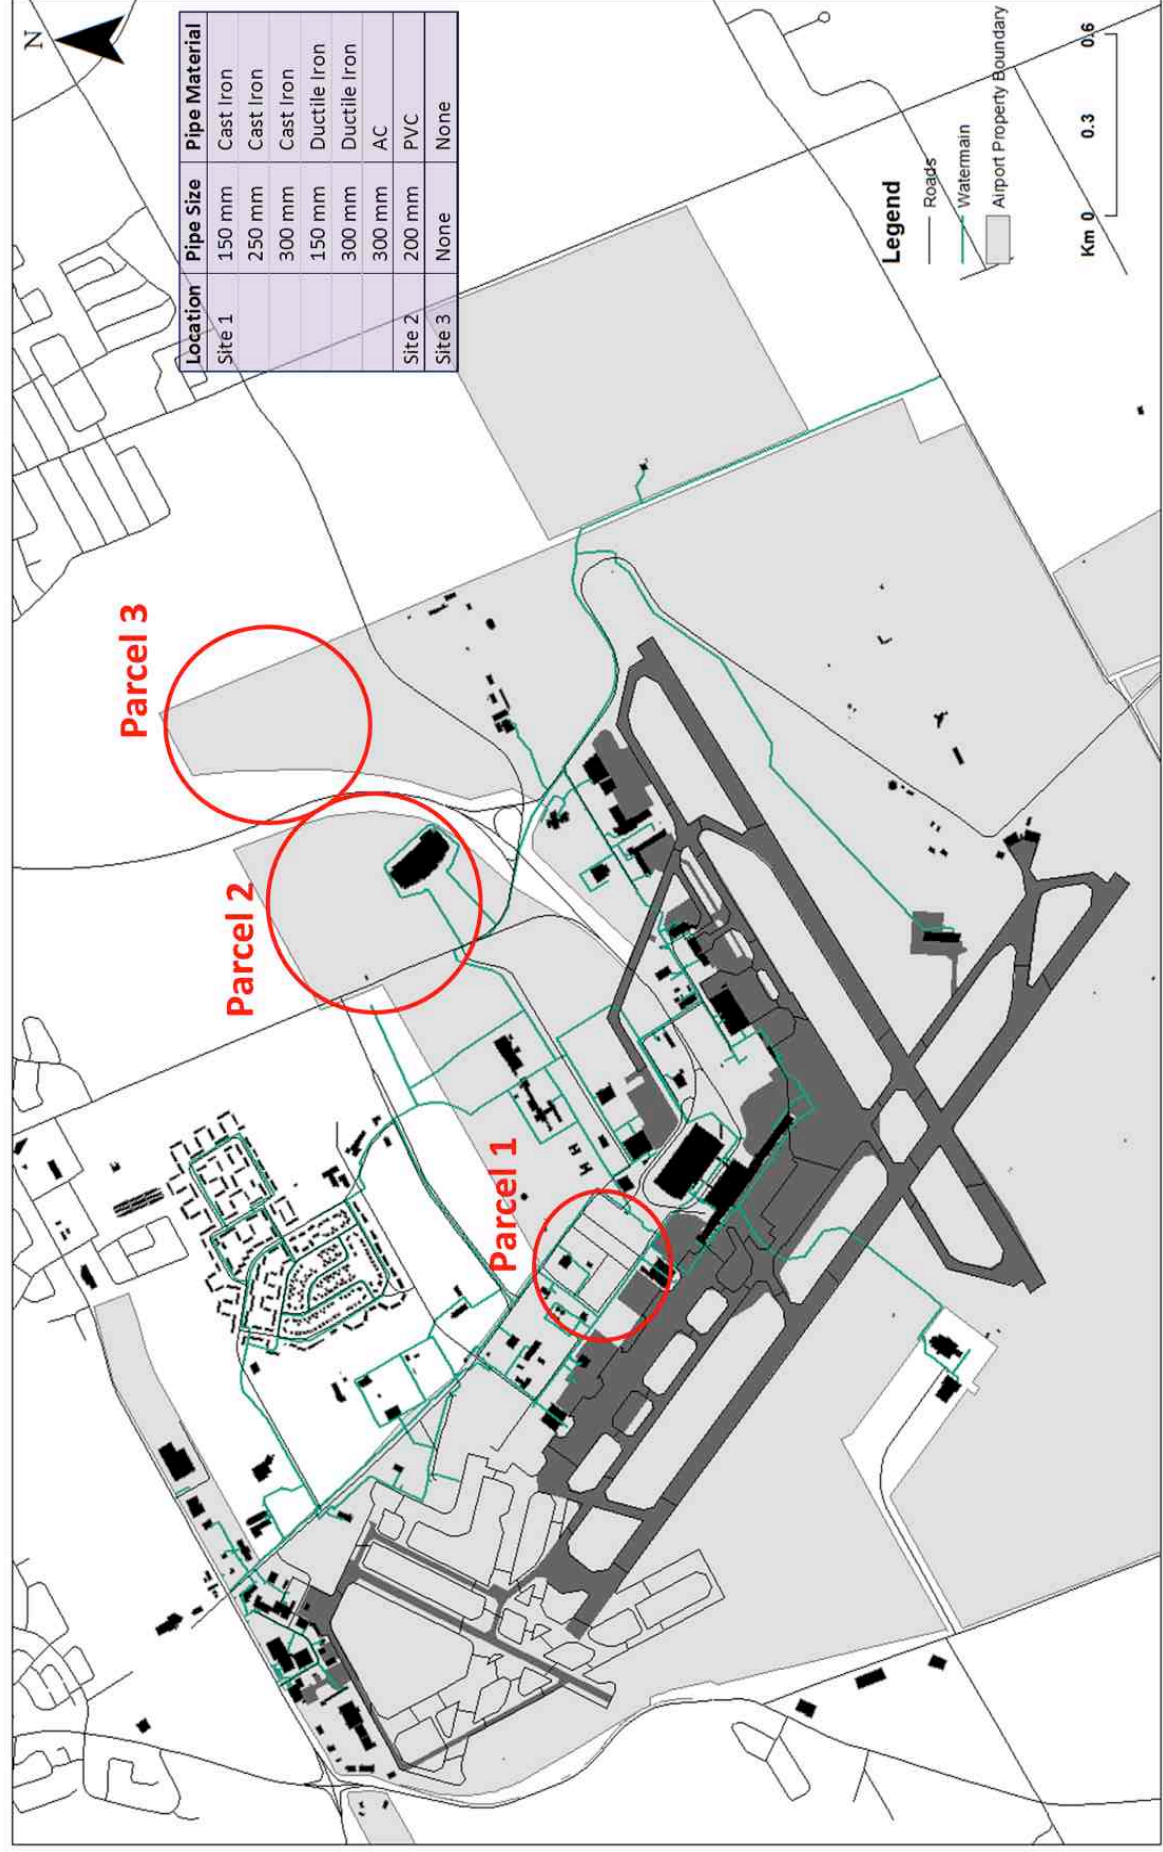 N
Location Pipe Size Pipe Material
Site 1 150 mm Cast Iron
250 mm Cast Iron
300 mm Cast Iron
150 mm Ductile Iron
300 mm Ductile Iron
300 mm AC
Site 2 200 mm PVC
Site 3 None None
Parcel 1
Parcel 2
Parcel 3
Legend
Roads
Watermain
Airport Property Boundary
Km 0 0.3 0.6